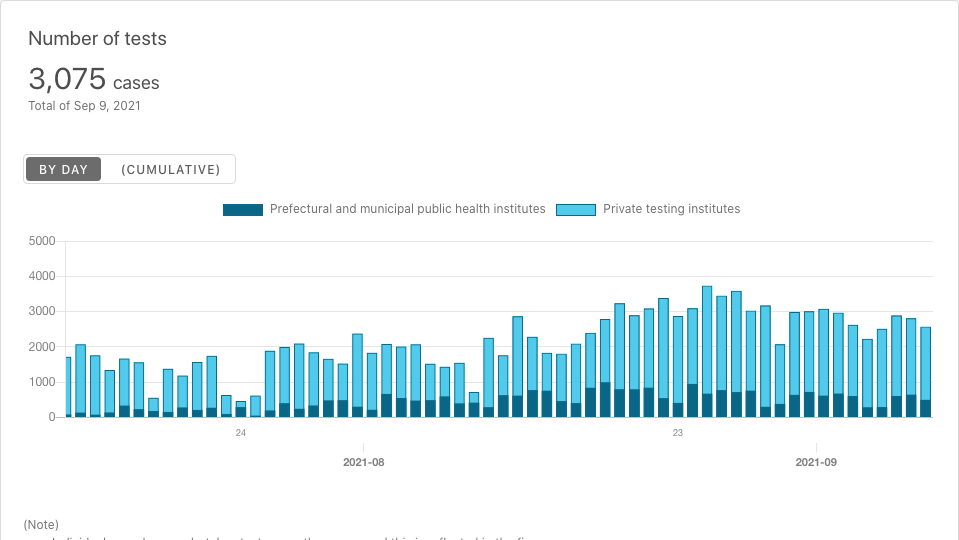 Number of tests
3,075 cases
Total of Sep 9, 2021
BY DAY (CUMULATIVE)
Prefectural and municipal public health institutes Private testing institutes
5000
4000
3000
2000
1000
0
24 23
2021-08 2021-09
(Note)